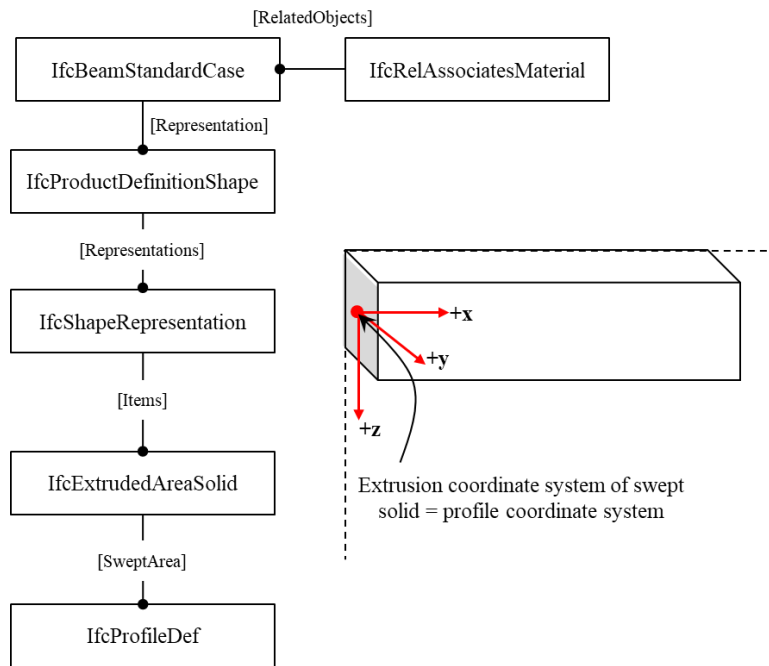 [RelatedObjects]
IfcBeamStandardCase
IfcRelAssociatesMaterial
[Representation]
IfcProductDefinitionShape
[Representations]
IfcShapeRepresentation
+x
+y
[Items]
+z
IfcExtrudedAreaSolid
Extrusion coordinate system of swept
solid = profile coordinate system
[SweptArea]
IfcProfileDef